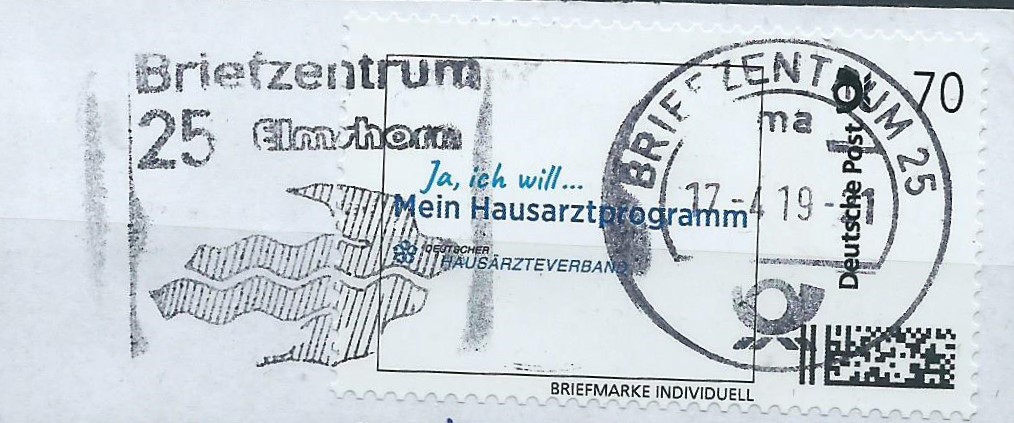 Briefzentrum
25 Elmshorn
Ja, ich will...
Mein Hausarztprogramm
DEUTSCHER
HAUSÄRZTEVERBAND
BRIEFMARKE INDIVIDUELL
BRIEFZENTRUM 25
ma
17.-4.19
70
Deutsche Post